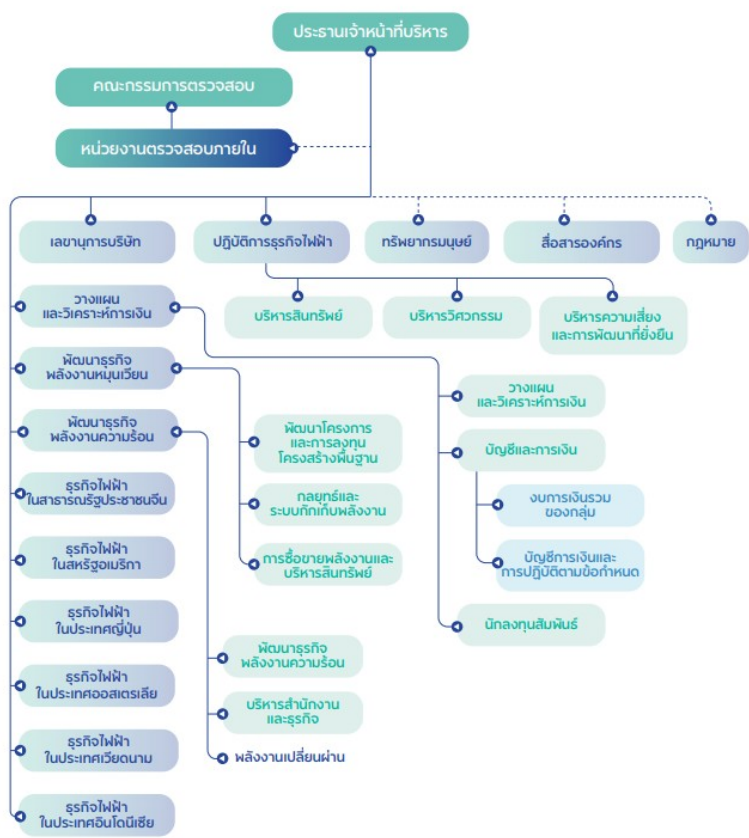 ประธานเจ้าหน้าที่บริหาร
คณะกรรมการตรวจสอบ
หน่วยงานตรวจสอบภายใน
เลขานุการบริษัท
ปฏิบัติการธุรกิจไฟฟ้า
ทรัพยากรมนุษย์
สื่อสารองค์กร
กฎหมาย
บริหารสินทรัพย์
บริหารวิศวกรรม
บริหารความเสี่ยง
และการพัฒนาที่ยั่งยืน
วางแผน
และวิเคราะห์การเงิน
พัฒนาธุรกิจ
พลังงานหมุนเวียน
พัฒนาธุรกิจ
พลังงานความร้อน
ธุรกิจไฟฟ้า
ในสาธารณรัฐประชาชนจีน
ธุรกิจไฟฟ้า
ในสหรัฐอเมริกา
ธุรกิจไฟฟ้า
ในประเทศญี่ปุ่น
ธุรกิจไฟฟ้า
ในประเทศออสเตรเลีย
ธุรกิจไฟฟ้า
ในประเทศเวียดนาม
ธุรกิจไฟฟ้า
ในประเทศอินโดนีเซีย
พัฒนาโครงการ
และการลงทุน
โครงสร้างพื้นฐาน
กลยุทธ์และ
ระบบกักเก็บพลังงาน
การซื้อขายพลังงานและ
บริหารสินทรัพย์
พัฒนาธุรกิจ
พลังงานความร้อน
บริหารสำนักงาน
และธุรกิจ
พลังงานเปลี่ยนผ่าน
วางแผน
และวิเคราะห์การเงิน
บัญชีและการเงิน
งบการเงินรวม
ของกลุ่ม
บัญชีการเงินและ
การปฏิบัติตามข้อกำหนด
นักลงทุนสัมพันธ์